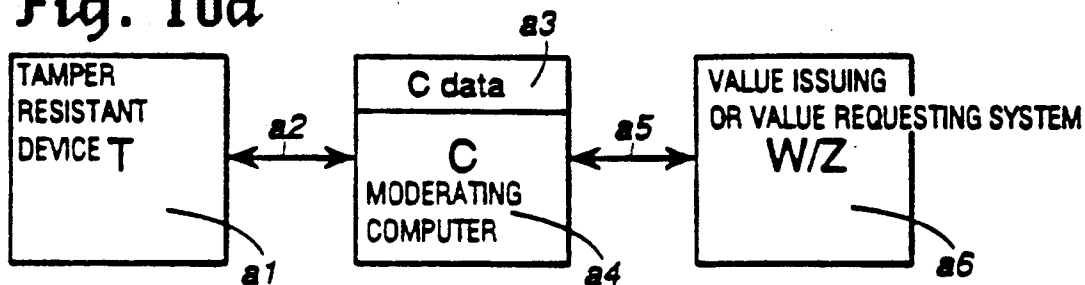 Fig. 10a
TAMPER
RESISTANT
DEVICE T
a1
a2
a3
C data
C
MODERATING
COMPUTER
a4
a5
VALUE ISSUING
OR VALUE REQUESTING SYSTEM
W/Z
a6